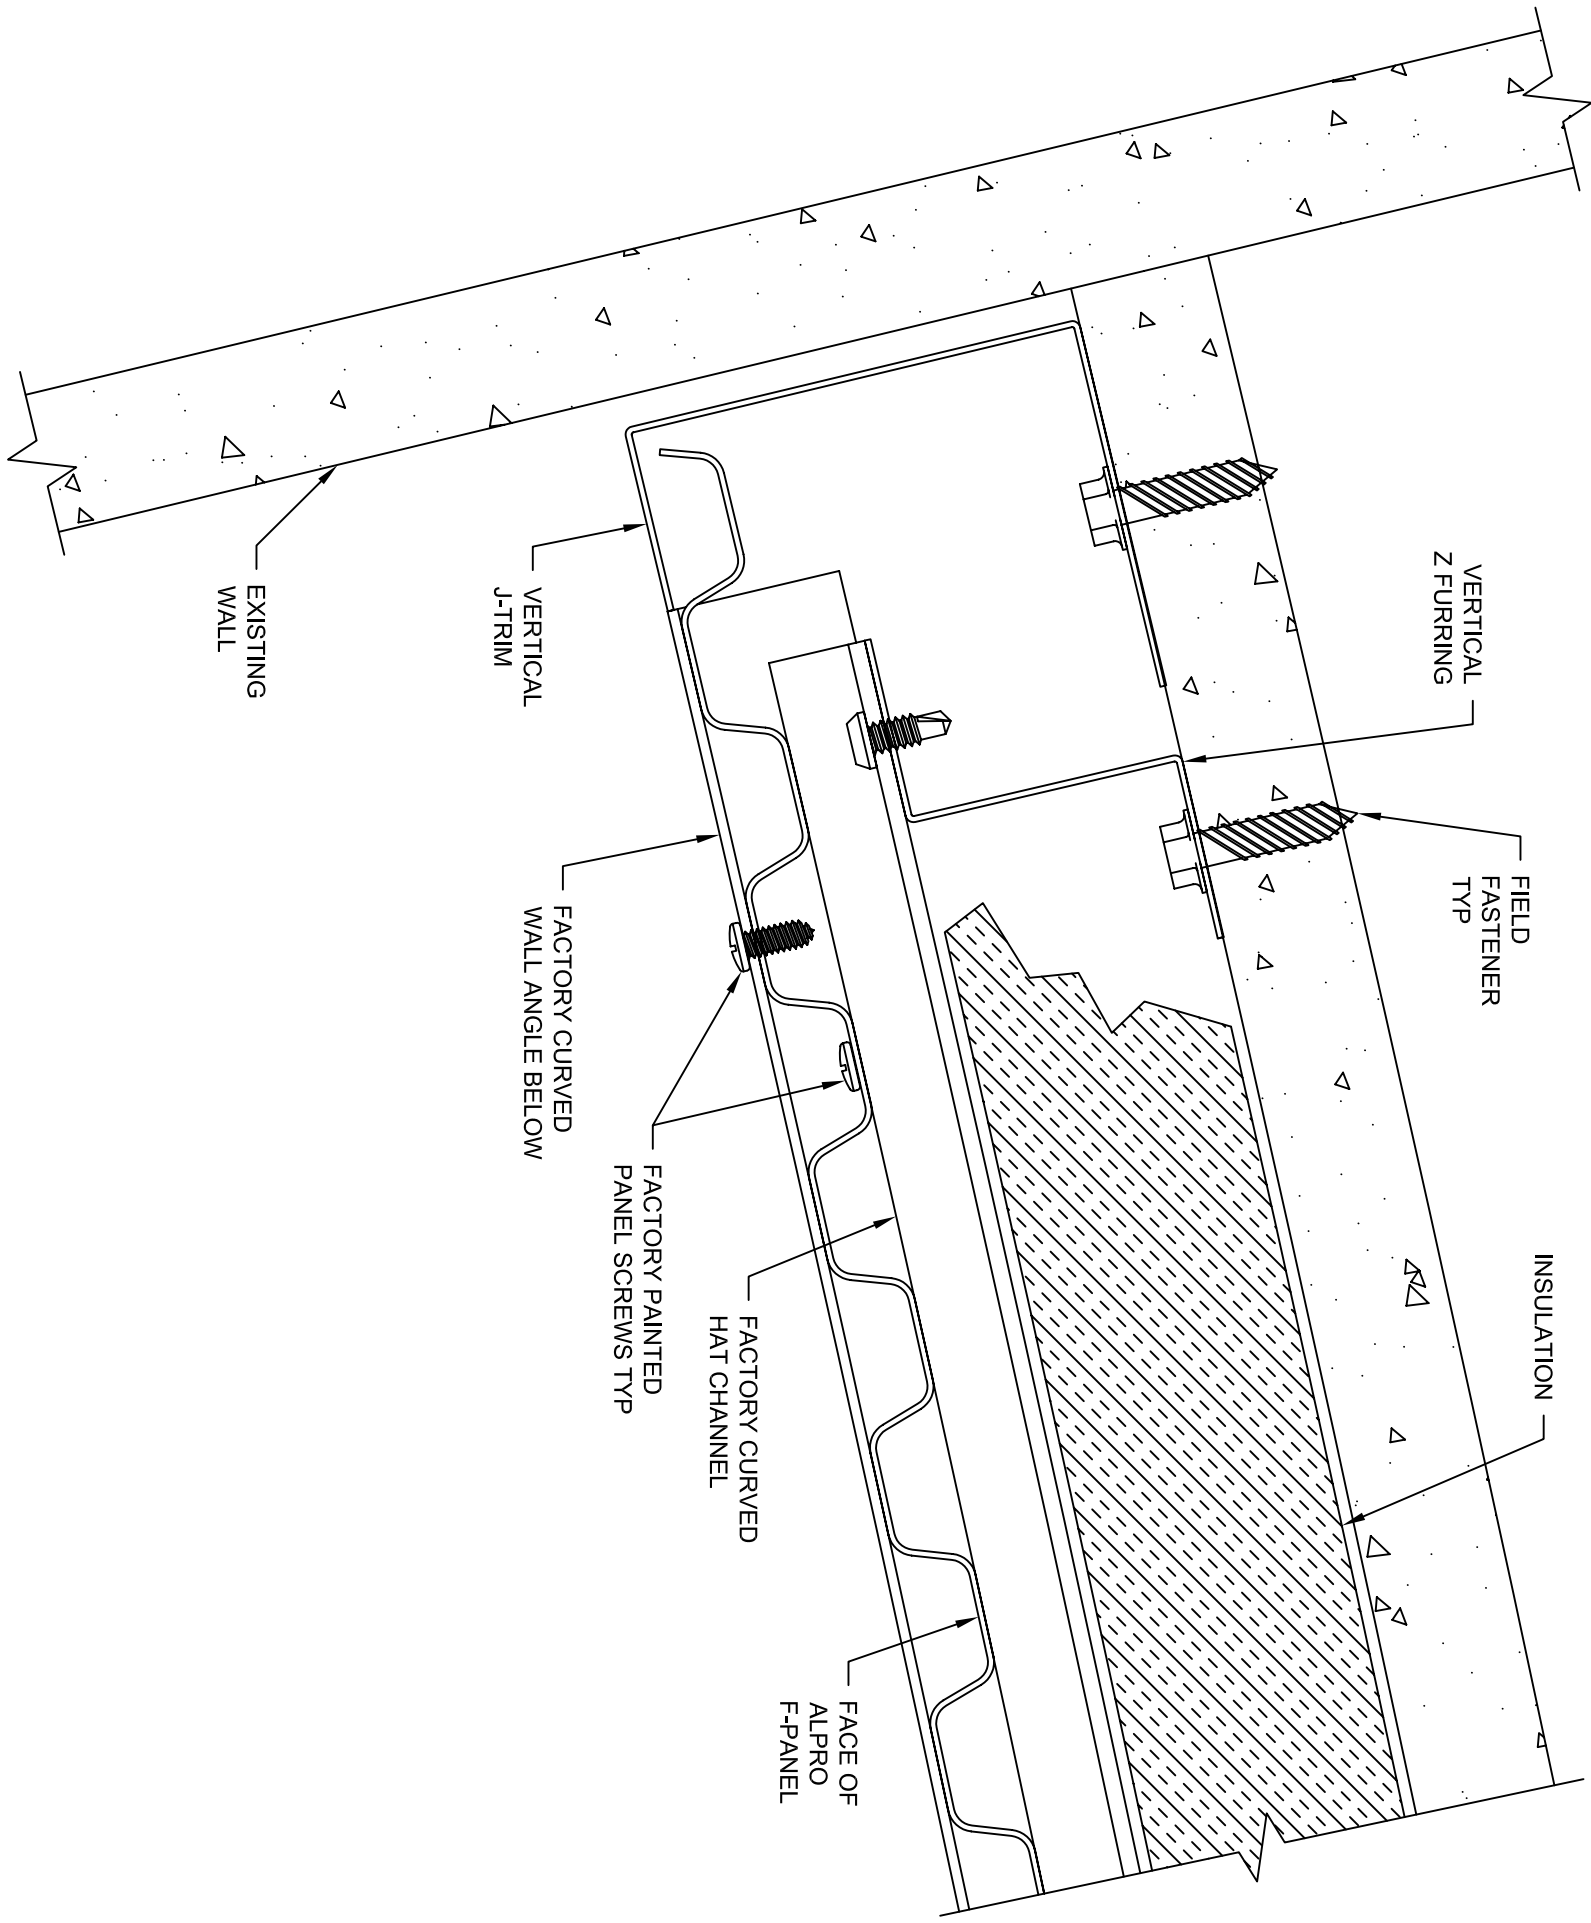 VERTICAL
Z FURRING
FIELD
FASTENER
TYP
INSULATION
EXISTING
WALL
VERTICAL
J-TRIM
FACTORY CURVED
WALL ANGLE BELOW
FACTORY PAINTED
PANEL SCREWS TYP
FACTORY CURVED
HAT CHANNEL
FACE OF
ALPRO
F-PANEL